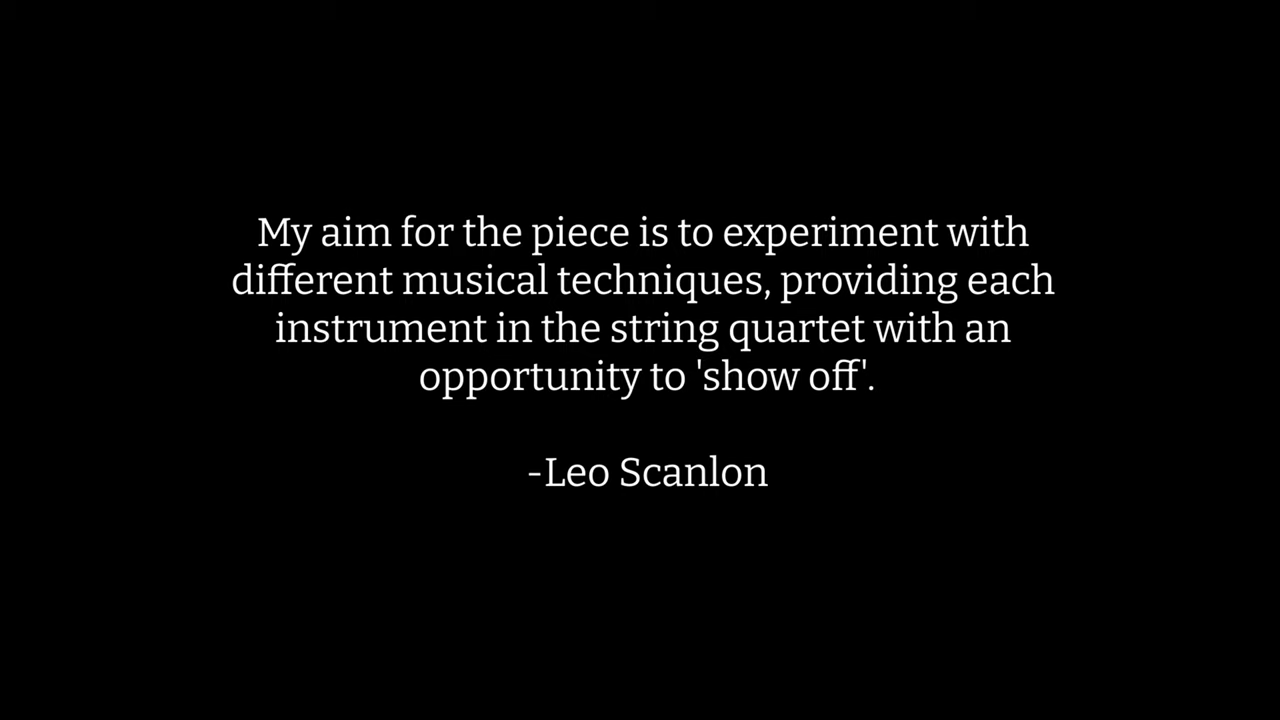 My aim for the piece is to experiment with
different musical techniques, providing each
instrument in the string quartet with an
opportunity to 'show off'.
-Leo Scanlon